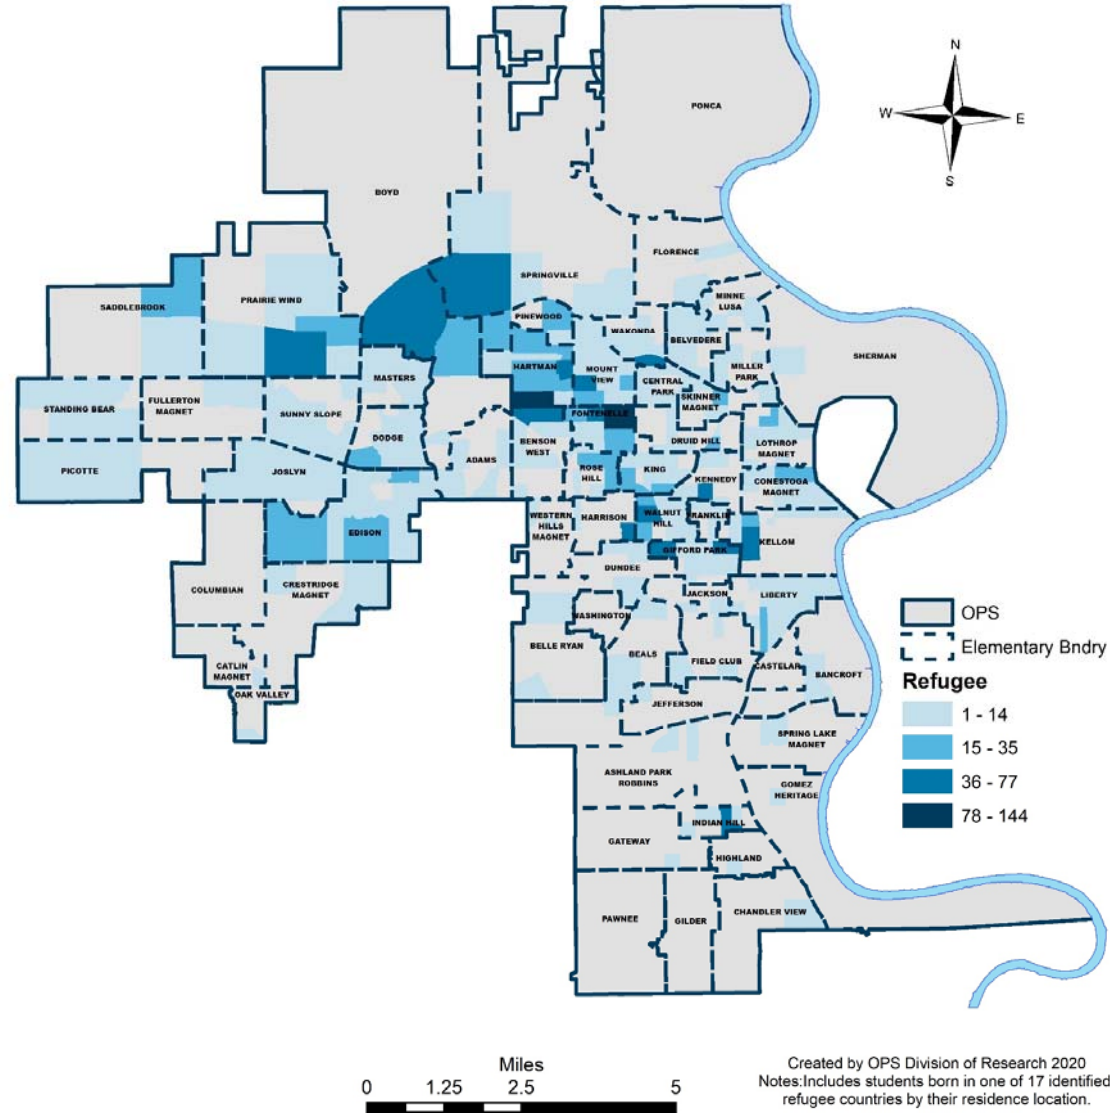 N
W
E
S
PONCA
BOYD
FLORENCE
SPRINGVILLE
SADDLEBROOK
PRAIRIE WIND
MINNE
LUSA
PINEWOOD
WAKONDA
BELVEDERE
SHERMAN
HARTMAN
MOUNT
VIEW
MILLER
PARK
MASTERS
CENTRAL
PARK
SKINNER
MAGNET
STANDING BEAR
FULLERTON
MAGNET
SUNNY SLOPE
FONTENELLE
DODGE
BENSON
WEST
DRUID HILL
LOTHROP
MAGNET
PICOTTE
JOSLYN
ADAMS
ROSE
HILL
KING
KENNEDY
CONESTOGA
MAGNET
WESTERN
HILLS
MAGNET
HARRISON
WALNUT
HILL
FRANKLIN
EDISON
KELLOM
GIFFORD PARK
DUNDEE
COLUMBIAN
CRESTRIDGE
MAGNET
JACKSON
LIBERTY
WASHINGTON
BELLE RYAN
BEALS
FIELD CLUB
CASTELAR
BANCROFT
CATLIN
MAGNET
OAK VALLEY
JEFFERSON
SPRING LAKE
MAGNET
ASHLAND PARK
ROBBINS
GOMEZ
HERITAGE
INDIAN HILL
GATEWAY
HIGHLAND
PAWNEE
GILDER
CHANDLER VIEW
OPS
Elementary Bndry
Refugee
1 - 14
15 - 35
36 - 77
78 - 144
Miles
0 1.25 2.5 5
Created by OPS Division of Research 2020
Notes:Includes students born in one of 17 identified
refugee countries by their residence location.